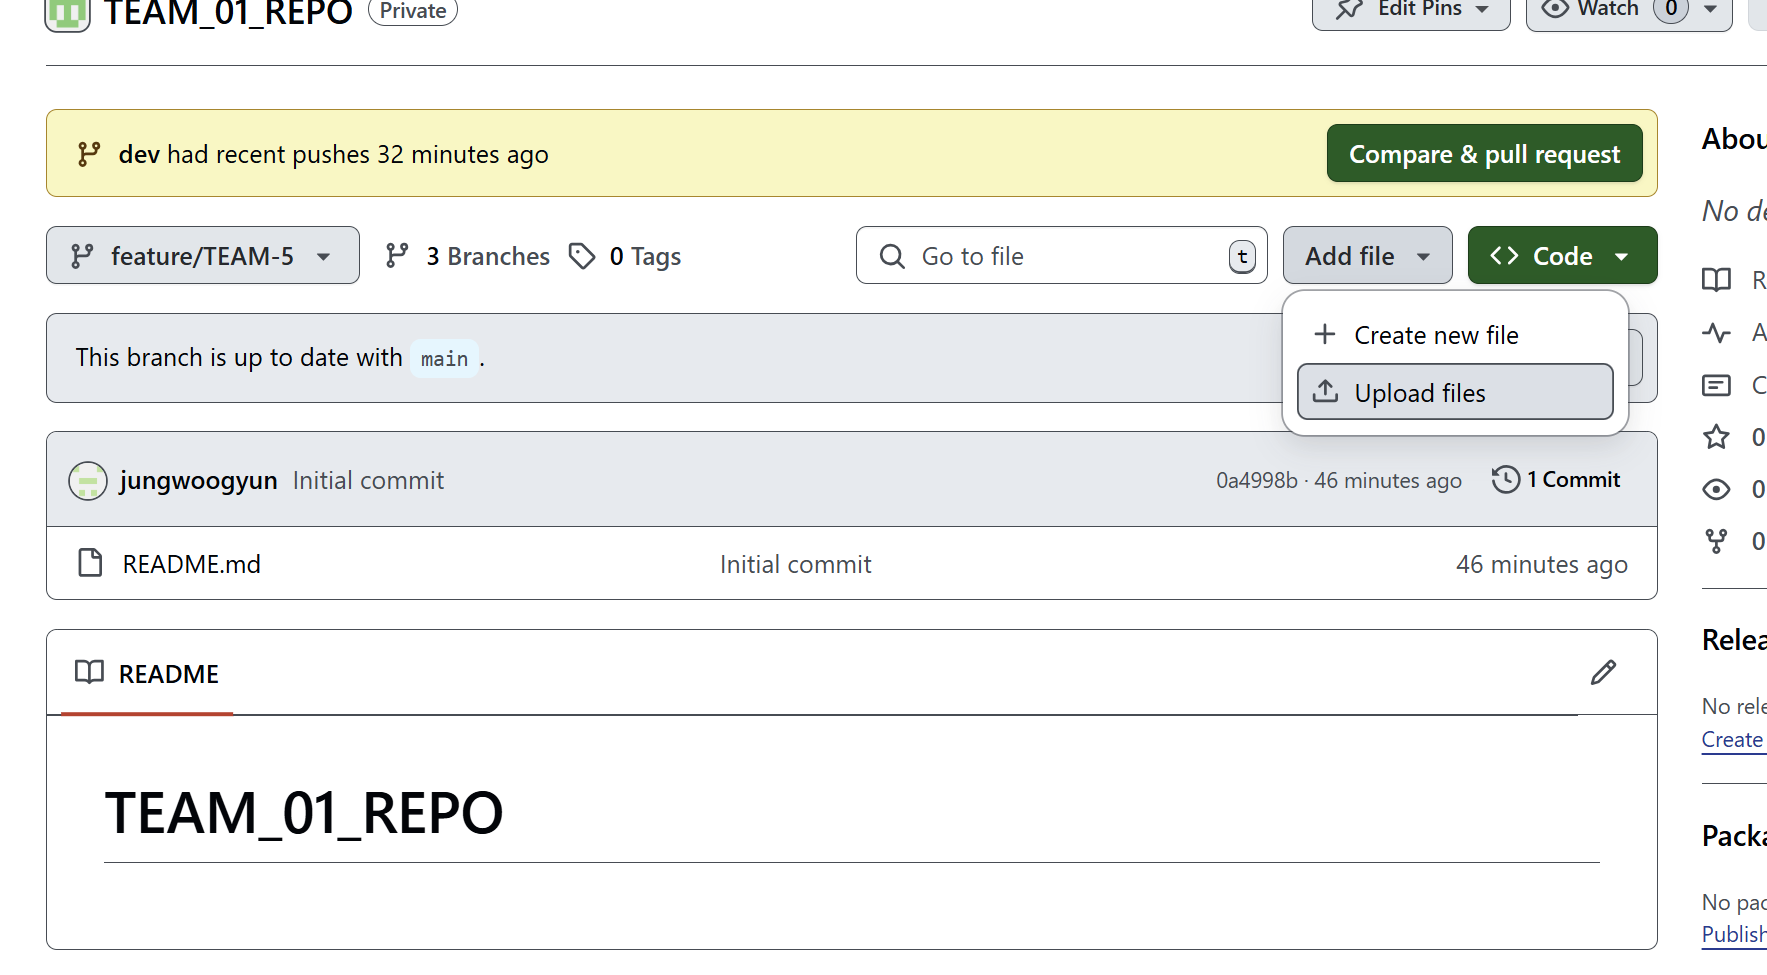 TEAM_01_REPO Private Edit Pins Watch 0
dev had recent pushes 32 minutes ago Compare & pull request
feature/TEAM-5 3 Branches 0 Tags Go to file t Add file Code
Create new file
Upload files
This branch is up to date with main .
jungwoogyun Initial commit 0a4998b · 46 minutes ago 1 Commit
README.md Initial commit 46 minutes ago
README
TEAM_01_REPO
Abou
No de
R
A
C
0
0
0
Relea
No rele
Create
Packa
No pac
Publish